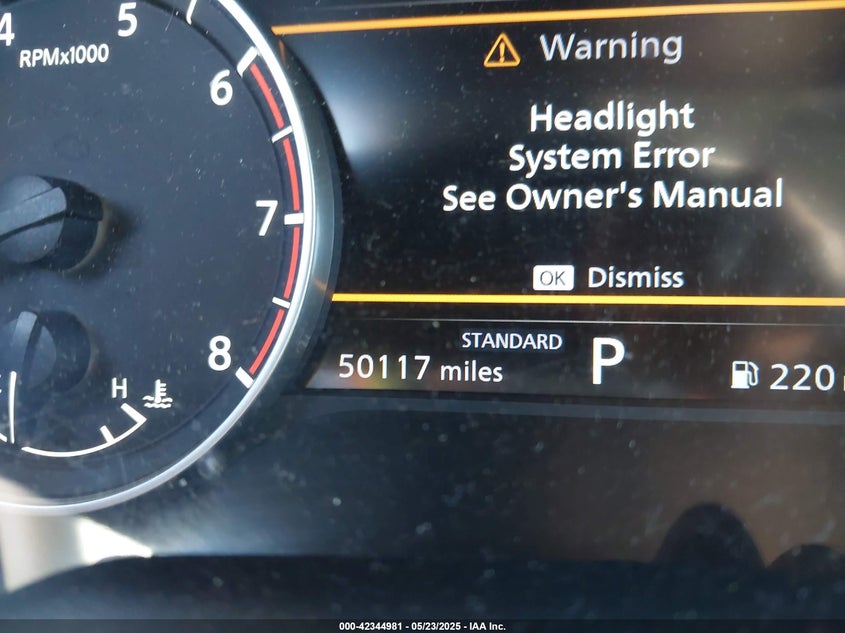 4
5
RPMx1000
6
7
8
H
Warning
Headlight
System Error
See Owner's Manual
OK Dismiss
STANDARD
50117 miles
P
220
000-42344981 - 05/23/2025 - IAA Inc.